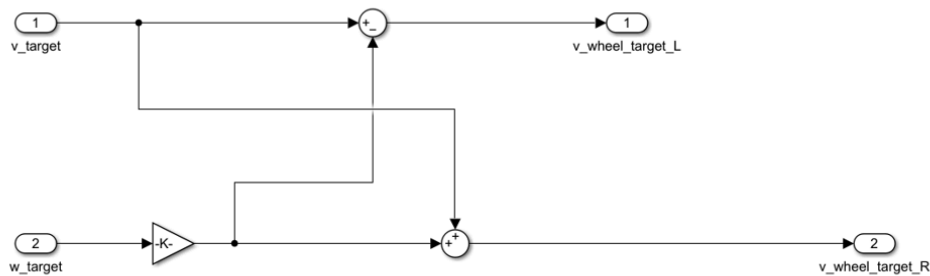 1
v_target
+
−
1
v_wheel_target_L
2
w_target
-K-
+
+
2
v_wheel_target_R